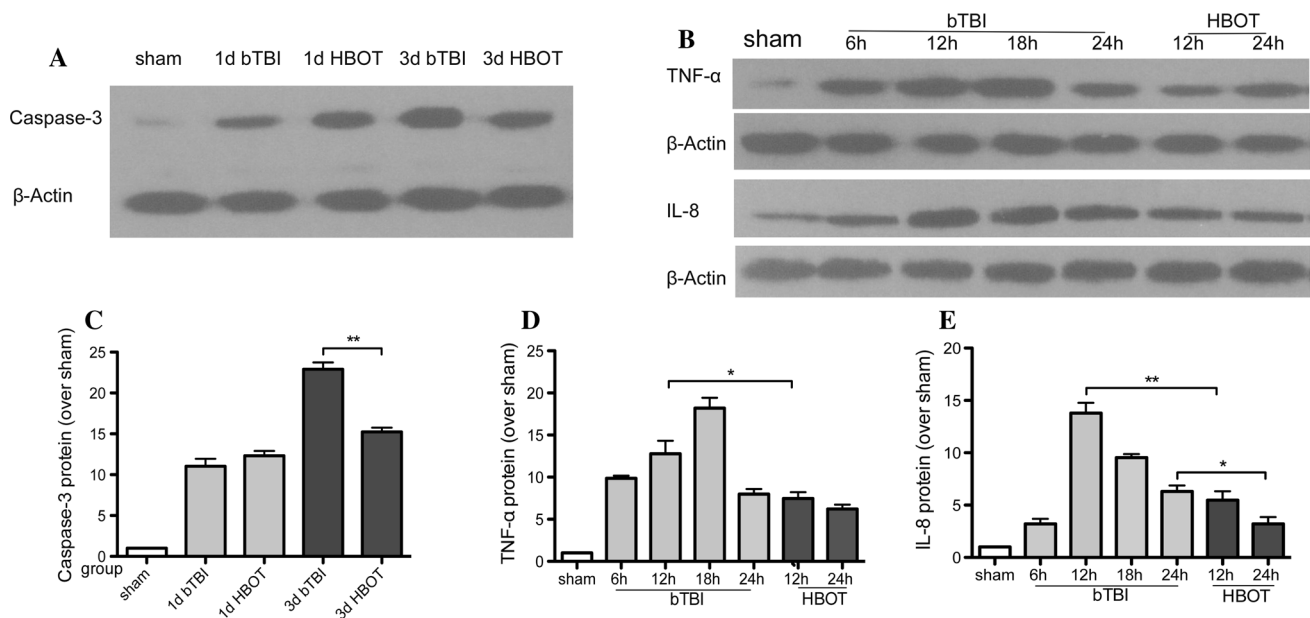 A
sham 1d bTBI 1d HBOT 3d bTBI 3d HBOT
Caspase-3
β-Actin
B
bTBI HBOT
sham 6h 12h 18h 24h 12h 24h
TNF-α
β-Actin
IL-8
β-Actin
C
Caspase-3 protein (over sham)
25
20
15
10
5
0
**
group
sham 1d bTBI 1d HBOT 3d bTBI 3d HBOT
D
TNF-α protein (over sham)
25
20
15
10
5
0
*
sham 6h 12h 18h 24h 12h 24h
bTBI HBOT
E
IL-8 protein (over sham)
20
15
10
5
0
**
*
sham 6h 12h 18h 24h 12h 24h
bTBI HBOT